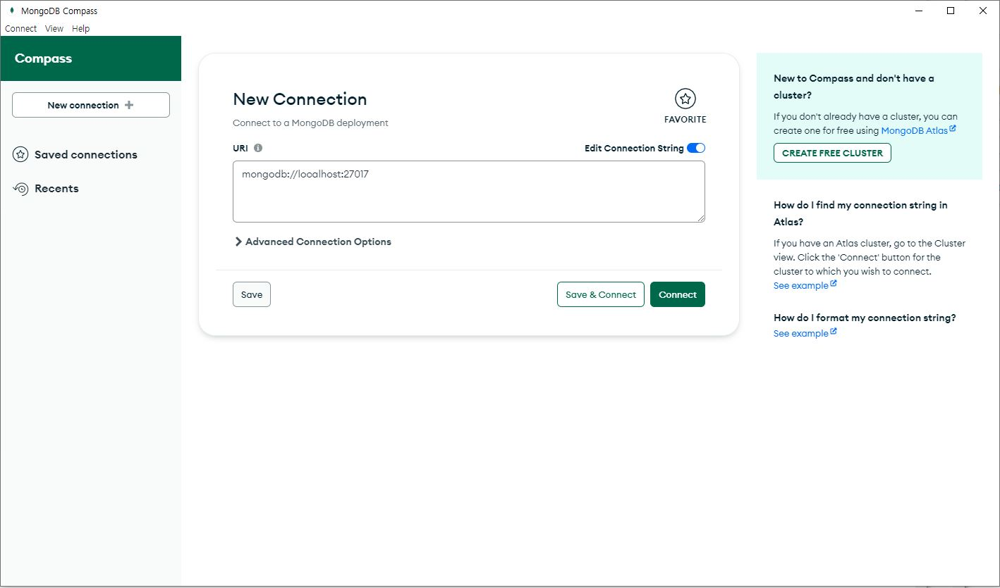 MongoDB Compass
Connect View Help
Compass
New connection
Saved connections
Recents
New Connection
Connect to a MongoDB deployment
FAVORITE
URI
Edit Connection String
mongodb://localhost:27017
Advanced Connection Options
Save
Save & Connect
Connect
New to Compass and don't have a
cluster?
If you don't already have a cluster, you can
create one for free using MongoDB Atlas
CREATE FREE CLUSTER
How do I find my connection string in
Atlas?
If you have an Atlas cluster, go to the Cluster
view. Click the 'Connect' button for the
cluster to which you wish to connect.
See example
How do I format my connection string?
See example